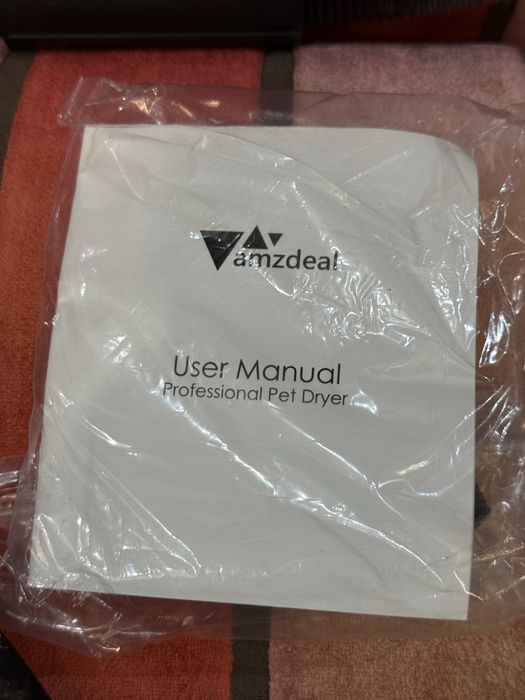 amzdeal
User Manual
Professional Pet Dryer